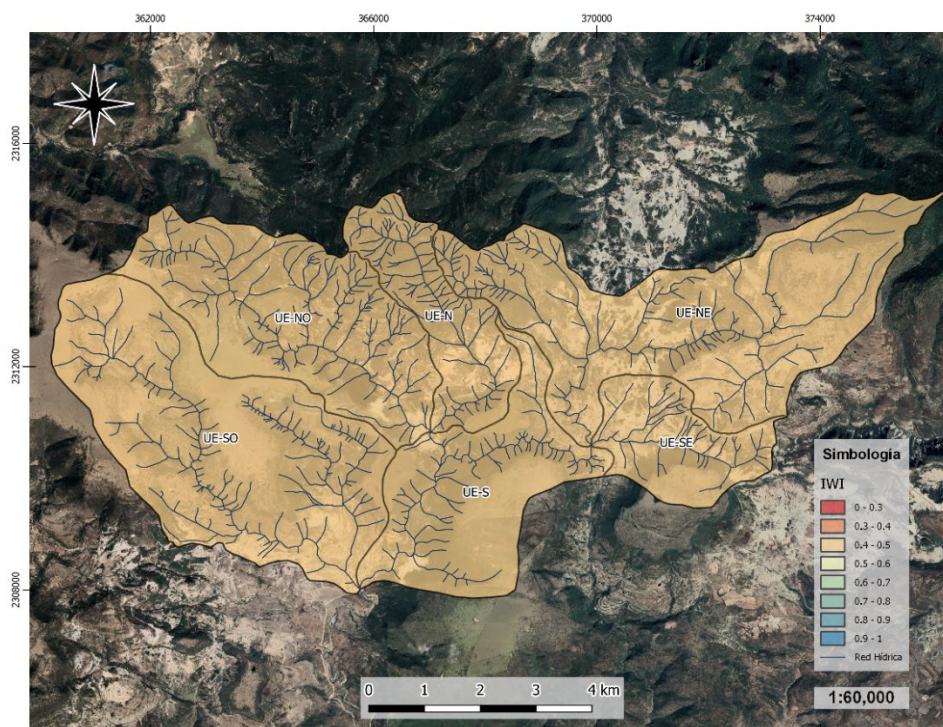 362000
366000
370000
374000
2316000
2312000
2308000
UE-NO
UE-N
UE-NE
UE-SO
UE-S
UE-SE
Simbología
IWI
0 - 0.3
0.3 - 0.4
0.4 - 0.5
0.5 - 0.6
0.6 - 0.7
0.7 - 0.8
0.8 - 0.9
0.9 - 1
Red Hídrica
0 1 2 3 4 km
1:60,000